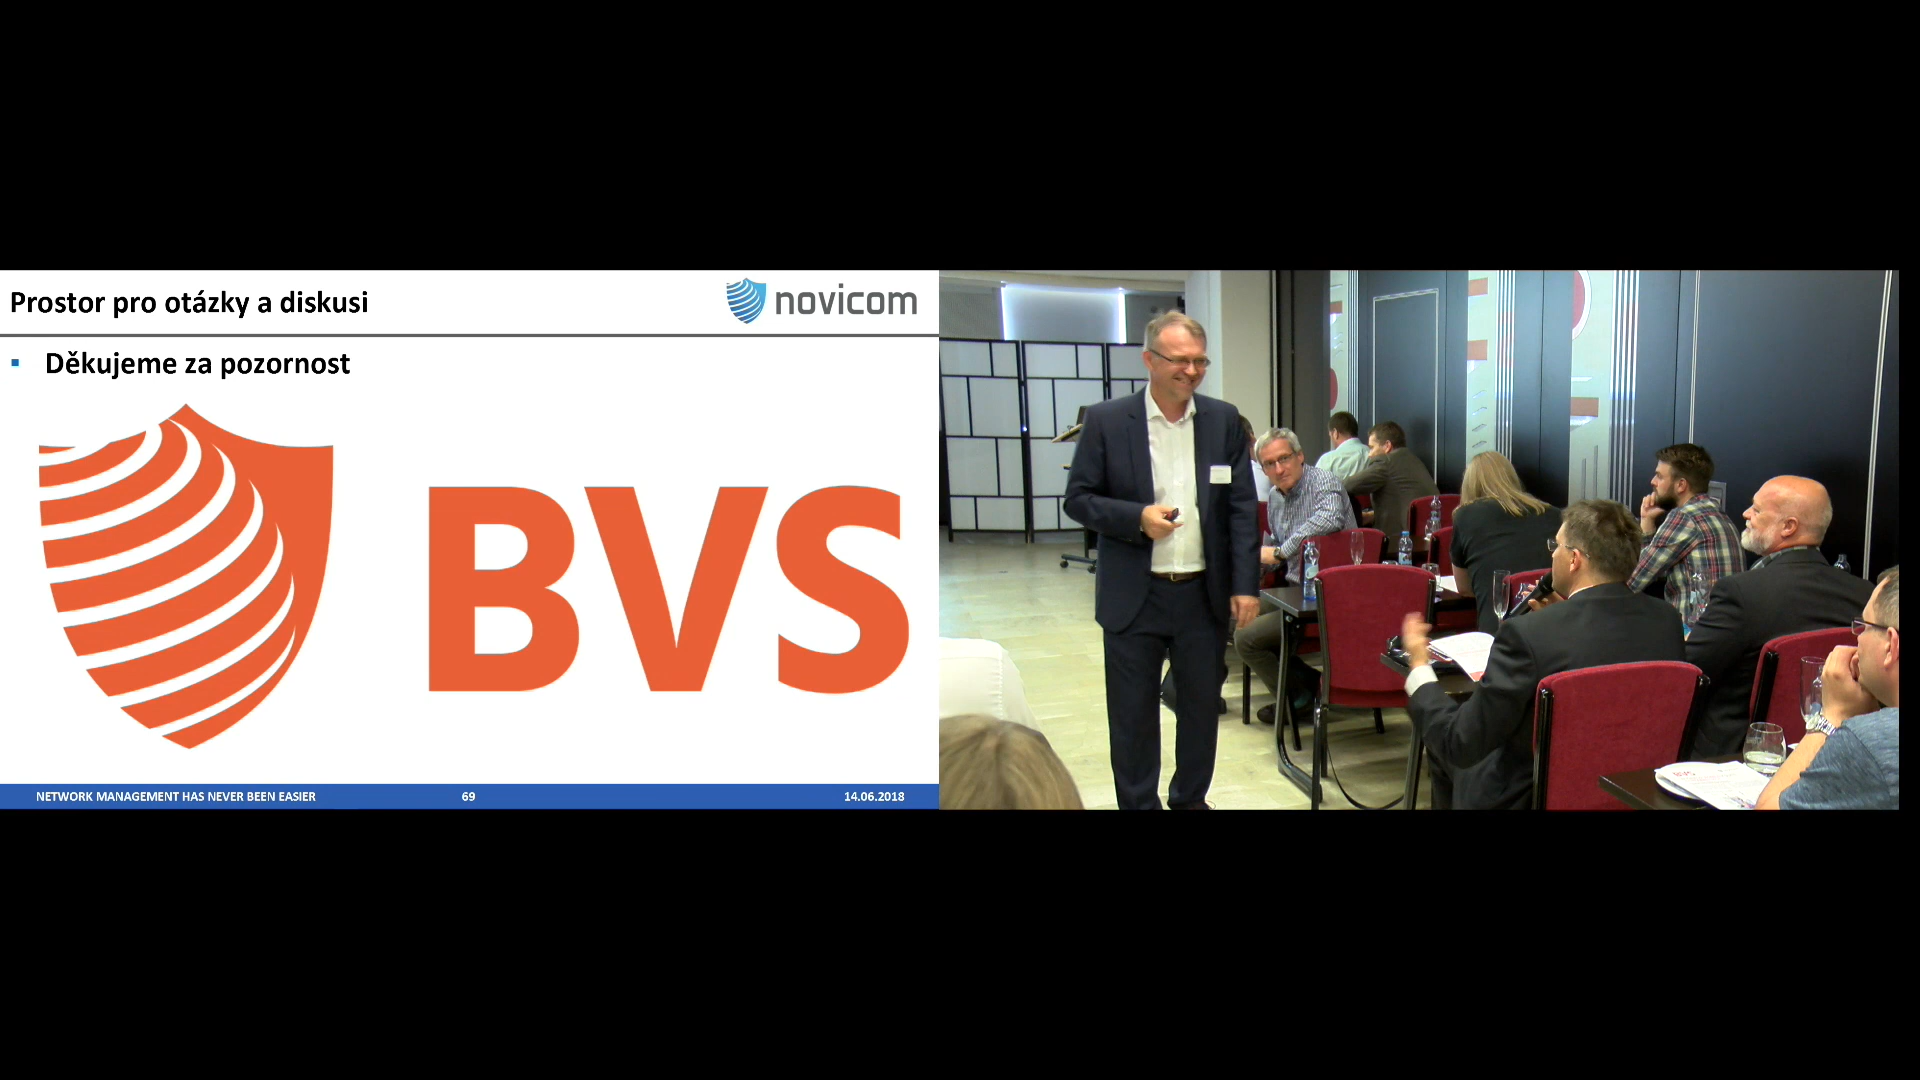 Prostor pro otázky a diskusi
novicom
Děkujeme za pozornost
BVS
NETWORK MANAGEMENT HAS NEVER BEEN EASIER
69
14.06.2018
BVS